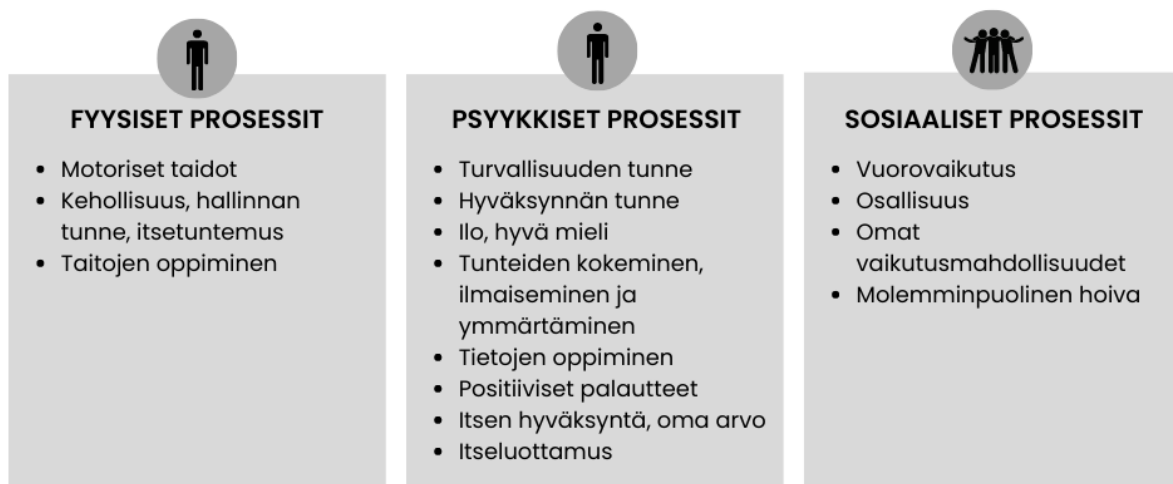 FYYSISET PROSESSIT
• Motoriset taidot
• Kehollisuus, hallinnan
tunne, itsetuntemus
• Taitojen oppiminen
PSYYKKISET PROSESSIT
• Turvallisuuden tunne
• Hyväksynnän tunne
• Ilo, hyvä mieli
• Tunteiden kokeminen,
ilmaiseminen ja
ymmärtäminen
• Tietojen oppiminen
• Positiiviset palautteet
• Itsen hyväksyntä, oma arvo
• Itseluottamus
SOSIAALISET PROSESSIT
• Vuorovaikutus
• Osallisuus
• Omat
vaikutusmahdollisuudet
• Molemminpuolinen hoiva